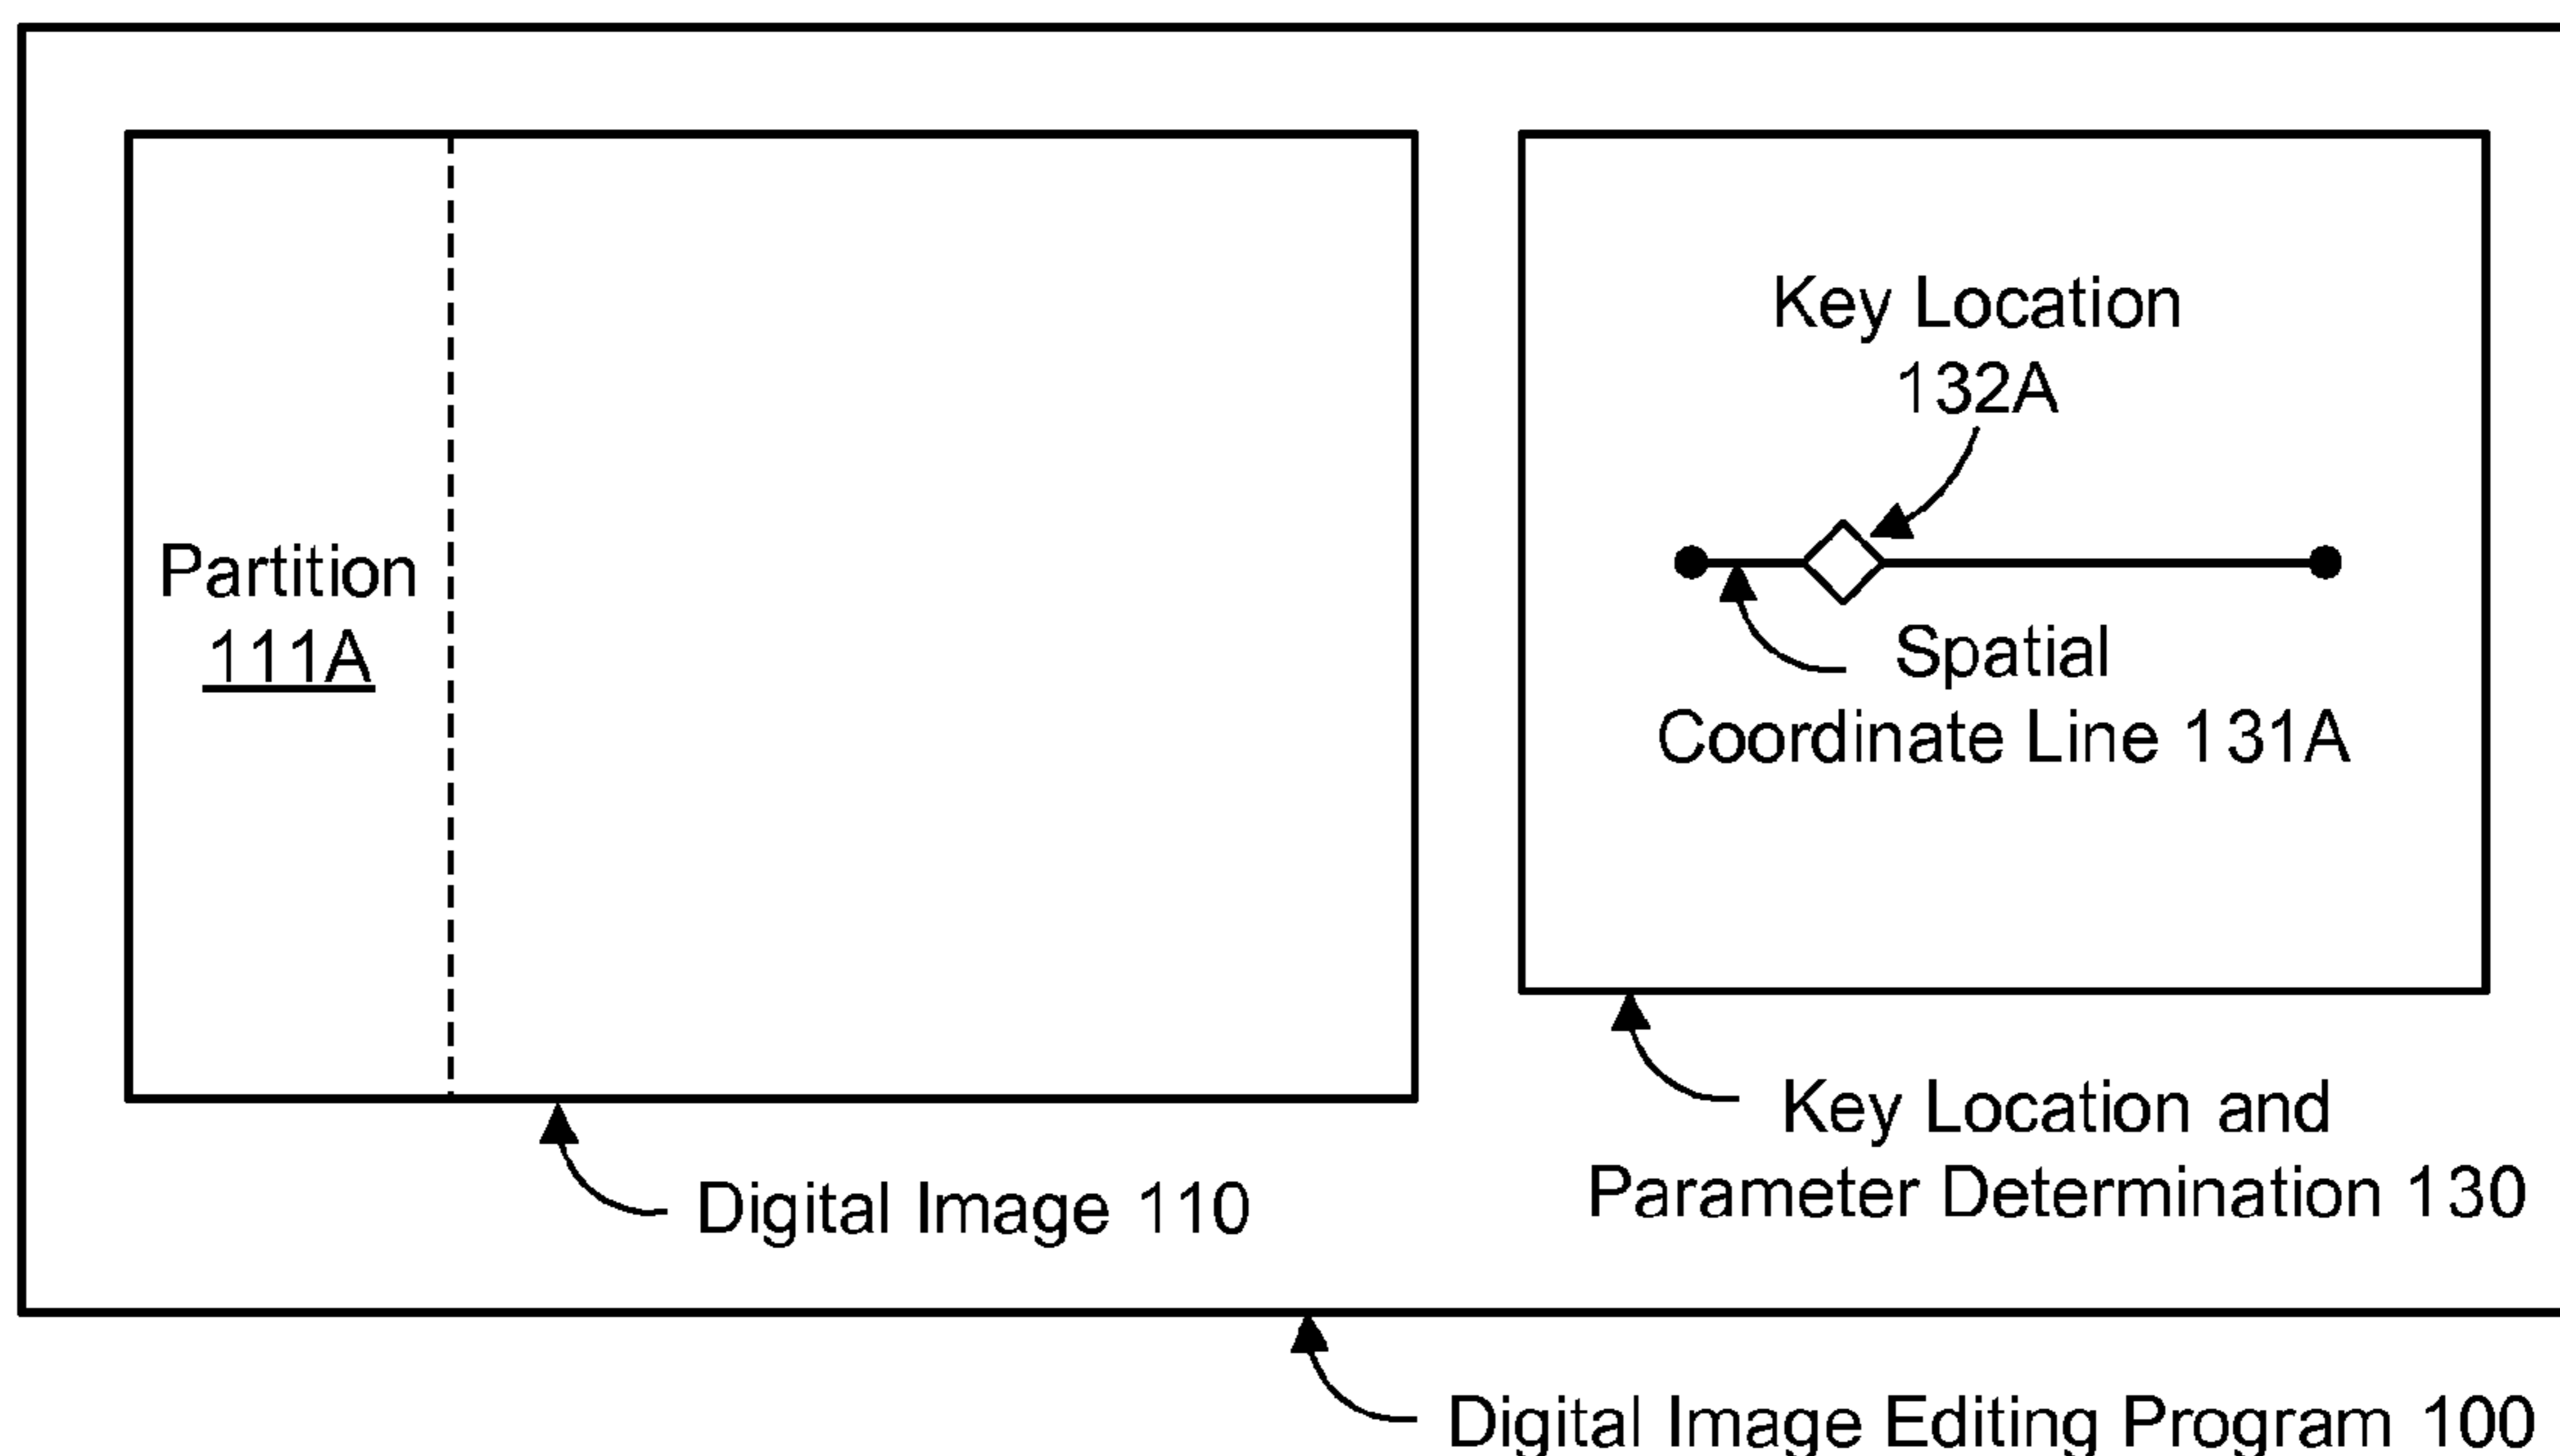 Partition
111A
Key Location
132A
Spatial
Coordinate Line 131A
Key Location and
Parameter Determination 130
Digital Image 110
Digital Image Editing Program 100